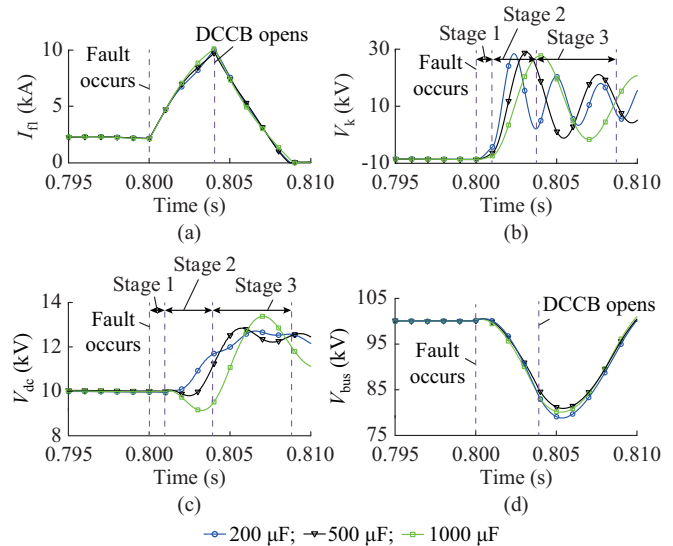 10
5
0
I_fl (kA)
Fault
occurs
DCCB opens
0.795 0.800 0.805 0.810
Time (s)
(a)
30
10
-10
V_k (kV)
Stage 1
Stage 2
Stage 3
Fault
occurs
0.795 0.800 0.805 0.810
Time (s)
(b)
14
12
10
8
V_dc (kV)
Stage 1
Stage 2
Stage 3
Fault
occurs
0.795 0.800 0.805 0.810
Time (s)
(c)
105
95
85
75
V_bus (kV)
DCCB opens
Fault
occurs
0.795 0.800 0.805 0.810
Time (s)
(d)
200 μF; 500 μF; 1000 μF